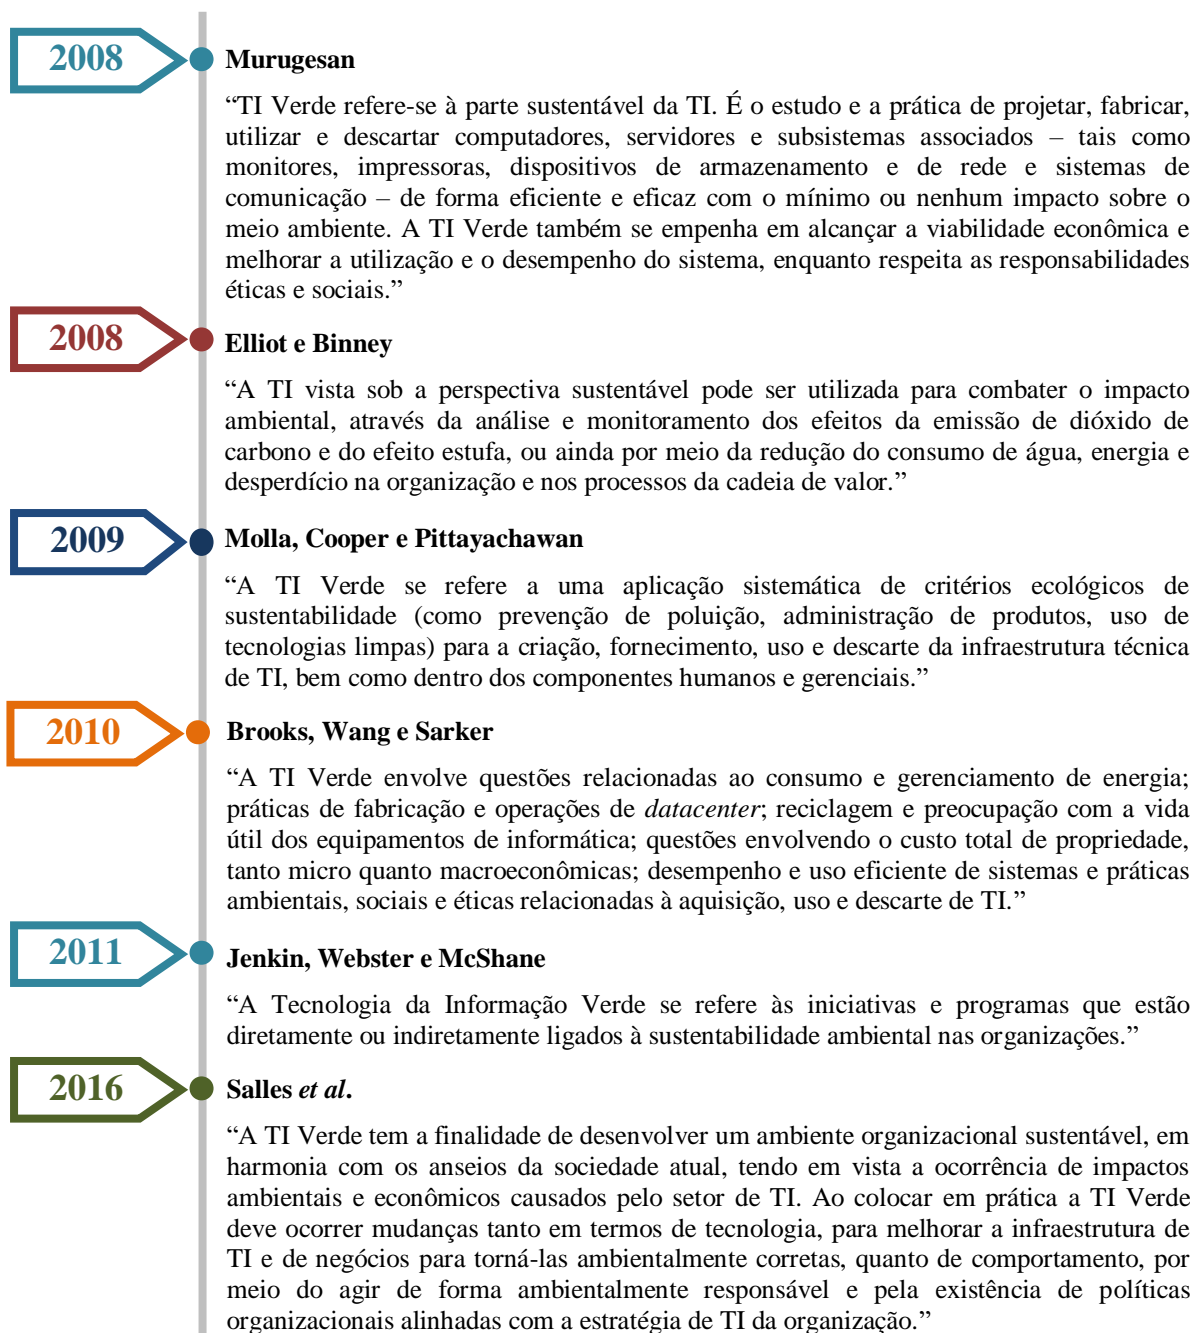 2008
Murugesan
“TI Verde refere-se à parte sustentável da TI. É o estudo e a prática de projetar, fabricar,
utilizar e descartar computadores, servidores e subsistemas associados – tais como
monitores, impressoras, dispositivos de armazenamento e de rede e sistemas de
comunicação – de forma eficiente e eficaz com o mínimo ou nenhum impacto sobre o
meio ambiente. A TI Verde também se empenha em alcançar a viabilidade econômica e
melhorar a utilização e o desempenho do sistema, enquanto respeita as responsabilidades
éticas e sociais.”
2008
Elliot e Binney
“A TI vista sob a perspectiva sustentável pode ser utilizada para combater o impacto
ambiental, através da análise e monitoramento dos efeitos da emissão de dióxido de
carbono e do efeito estufa, ou ainda por meio da redução do consumo de água, energia e
desperdício na organização e nos processos da cadeia de valor.”
2009
Molla, Cooper e Pittayachawan
“A TI Verde se refere a uma aplicação sistemática de critérios ecológicos de
sustentabilidade (como prevenção de poluição, administração de produtos, uso de
tecnologias limpas) para a criação, fornecimento, uso e descarte da infraestrutura técnica
de TI, bem como dentro dos componentes humanos e gerenciais.”
2010
Brooks, Wang e Sarker
“A TI Verde envolve questões relacionadas ao consumo e gerenciamento de energia;
práticas de fabricação e operações de datacenter; reciclagem e preocupação com a vida
útil dos equipamentos de informática; questões envolvendo o custo total de propriedade,
tanto micro quanto macroeconômicas; desempenho e uso eficiente de sistemas e práticas
ambientais, sociais e éticas relacionadas à aquisição, uso e descarte de TI.”
2011
Jenkin, Webster e McShane
“A Tecnologia da Informação Verde se refere às iniciativas e programas que estão
diretamente ou indiretamente ligados à sustentabilidade ambiental nas organizações.”
2016
Salles et al.
“A TI Verde tem a finalidade de desenvolver um ambiente organizacional sustentável, em
harmonia com os anseios da sociedade atual, tendo em vista a ocorrência de impactos
ambientais e econômicos causados pelo setor de TI. Ao colocar em prática a TI Verde
deve ocorrer mudanças tanto em termos de tecnologia, para melhorar a infraestrutura de
TI e de negócios para torná-las ambientalmente corretas, quanto de comportamento, por
meio do agir de forma ambientalmente responsável e pela existência de políticas
organizacionais alinhadas com a estratégia de TI da organização.”